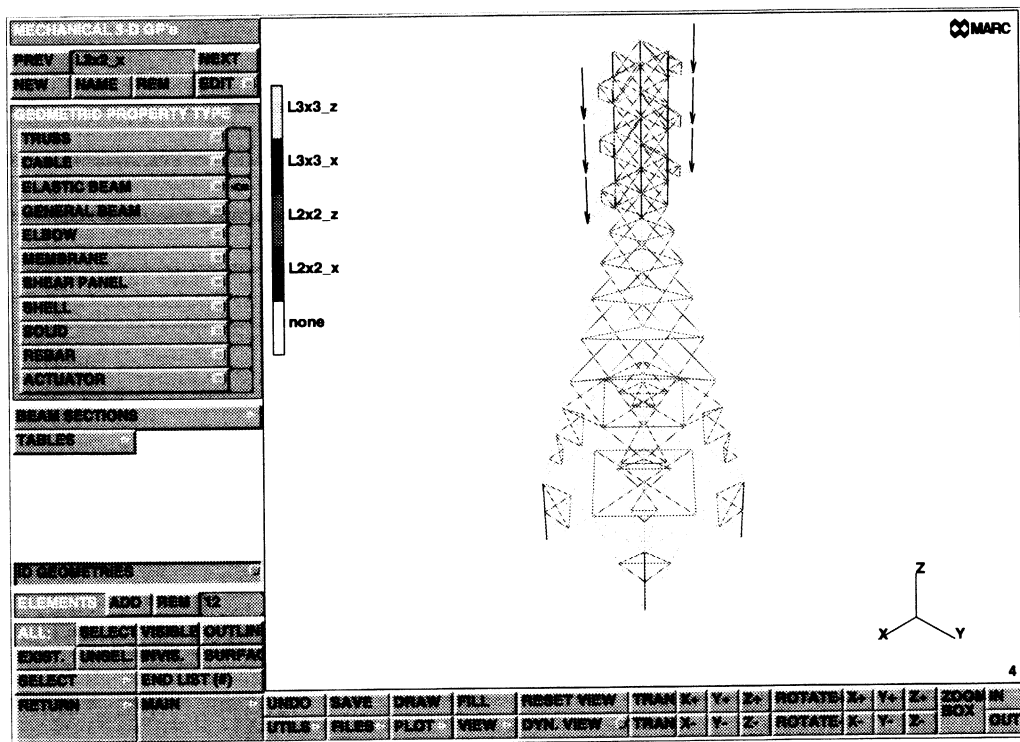 MECHANICAL 3-D GP's
PREV L2x2_x NEXT
NEW NAME REM EDIT
GEOMETRIC PROPERTY TYPE
TRUSS
CABLE
ELASTIC BEAM
GENERAL BEAM
ELBOW
MEMBRANE
SHEAR PANEL
SHELL
SOLID
REBAR
ACTUATOR
BEAM SECTIONS
TABLES
ID GEOMETRIES
ELEMENTS ADD REM 12
ALL: SELECT VISIBLE OUTLIN
EXIST. UNSEL. INVIS. SURFAC
SELECT END LIST (#)
RETURN MAIN
MARC
L3x3_z
L3x3_x
L2x2_z
L2x2_x
none
Z
X Y
4
UNDO SAVE DRAW FILL RESET VIEW TRAN X+ Y+ Z+ ROTATE X+ Y+ Z+ ZOOM BOX IN
UTILS FILES PLOT VIEW DYN. VIEW TRAN X- Y- Z- ROTATE X- Y- Z- OUT